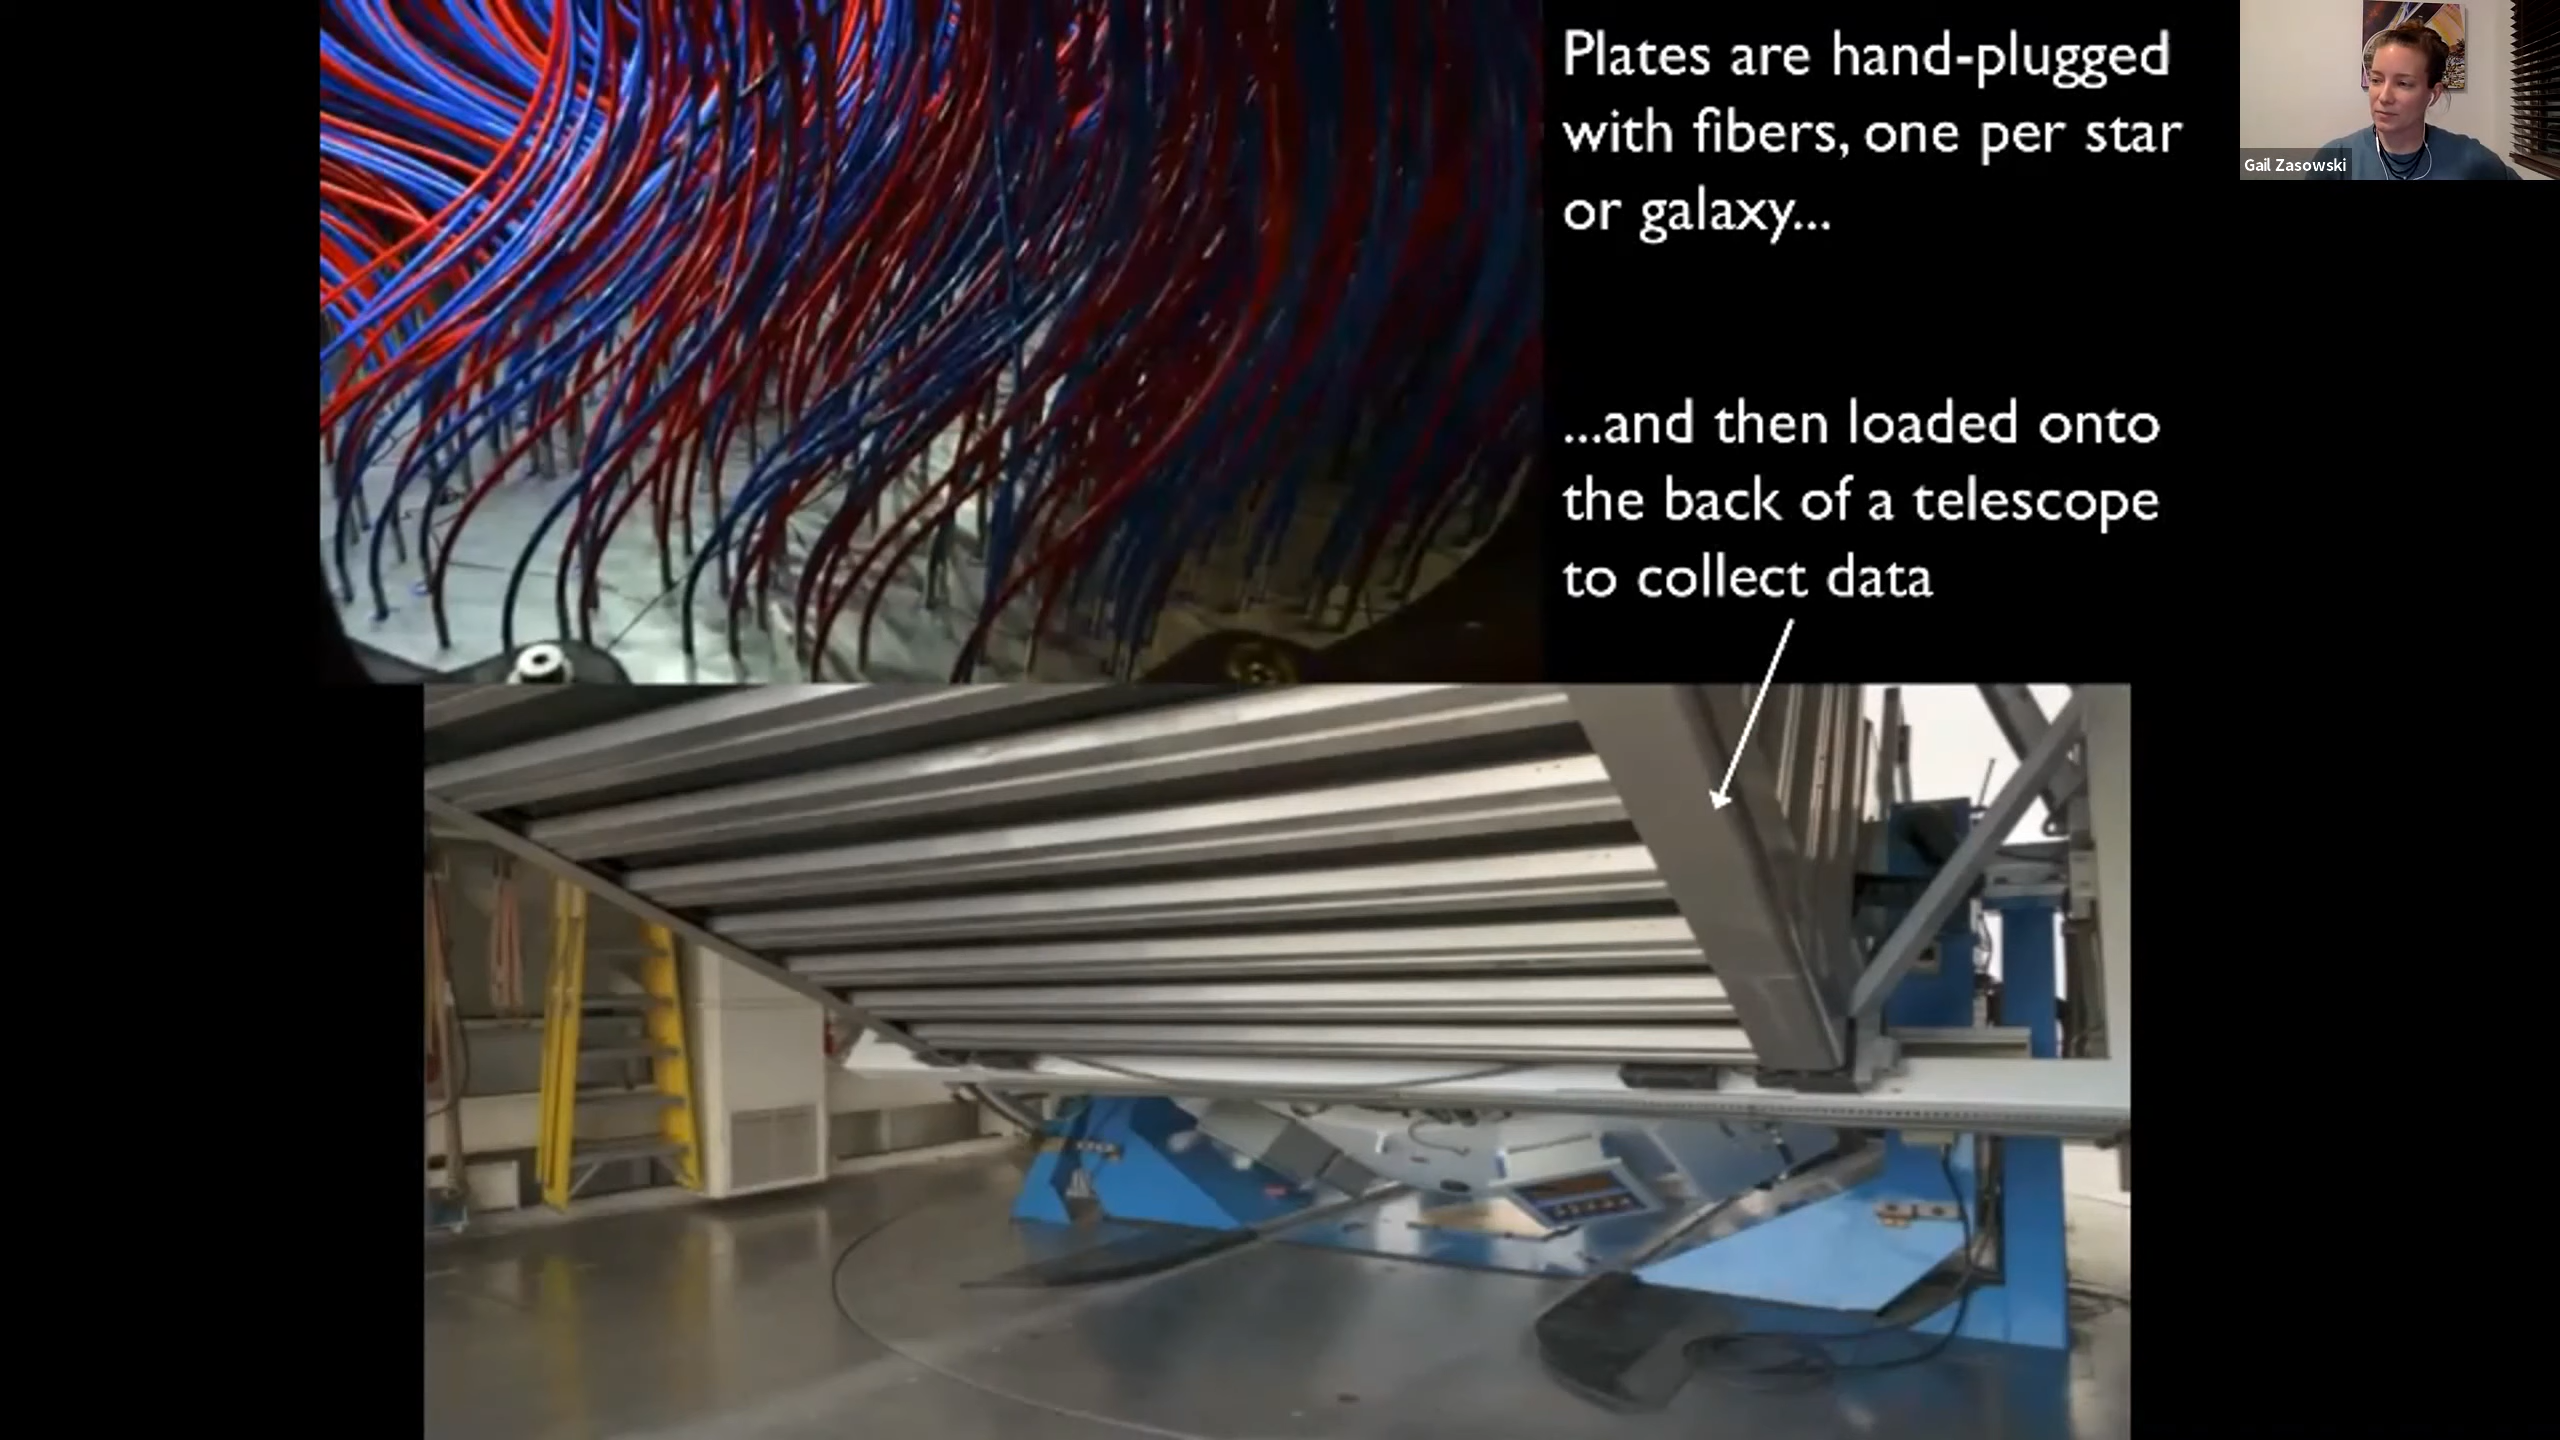 Plates are hand-plugged
with fibers, one per star
or galaxy...
...and then loaded onto
the back of a telescope
to collect data
Gail Zasowski